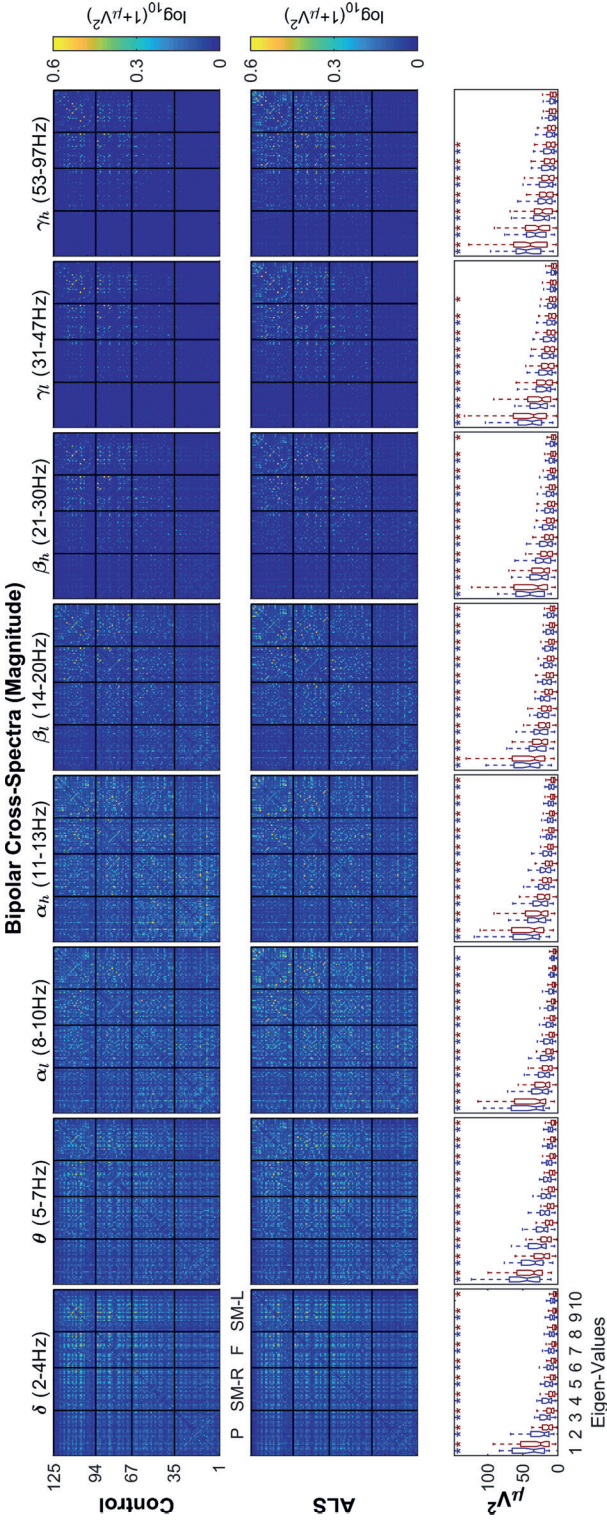 Bipolar Cross-Spectra (Magnitude)
δ (2-4Hz)
θ (5-7Hz)
αl (8-10Hz)
αh (11-13Hz)
βl (14-20Hz)
βh (21-30Hz)
γl (31-47Hz)
γh (53-97Hz)
Control
125
94
67
35
1
0.6
0.3
0
log10(1+μV²)
P SM-R F SM-L
ALS
0.6
0.3
0
log10(1+μV²)
μV²
100
50
0
1 2 3 4 5 6 7 8 9 10
Eigen-Values